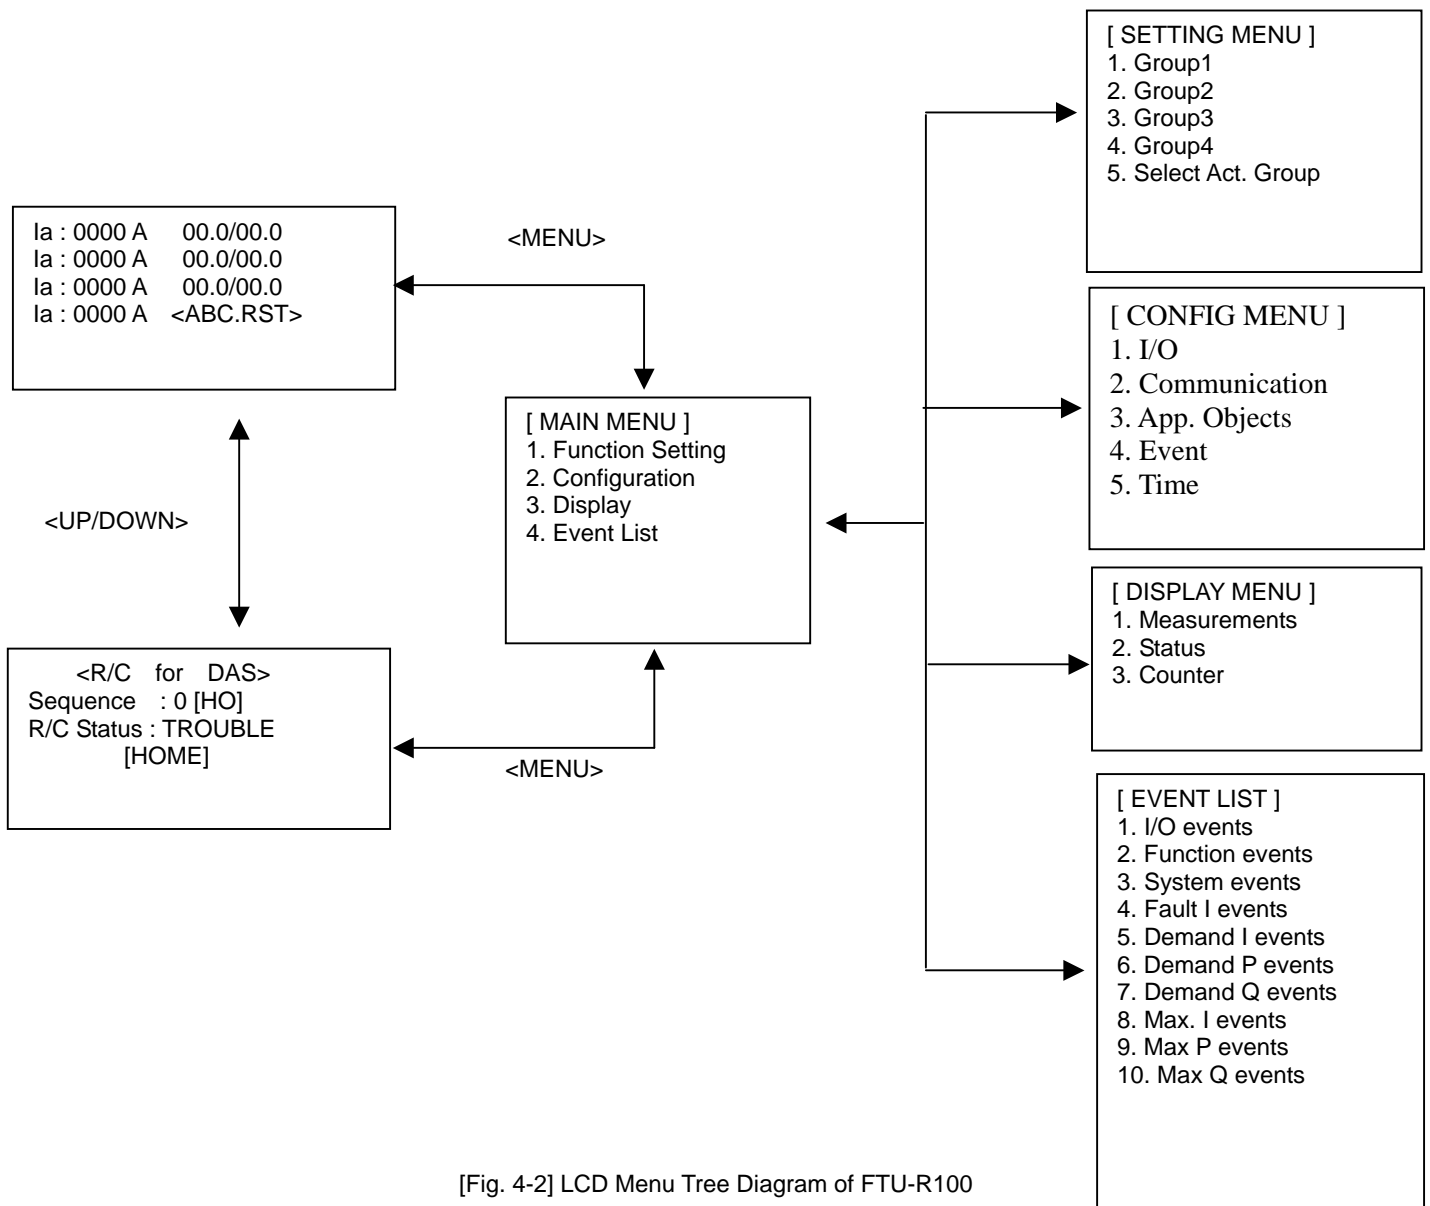 Ia : 0000 A 00.0/00.0
Ia : 0000 A 00.0/00.0
Ia : 0000 A 00.0/00.0
Ia : 0000 A <ABC.RST>
<MENU>
<UP/DOWN>
<R/C for DAS>
Sequence : 0 [HO]
R/C Status : TROUBLE
[HOME]
<MENU>
[ MAIN MENU ]
1. Function Setting
2. Configuration
3. Display
4. Event List
[ SETTING MENU ]
1. Group1
2. Group2
3. Group3
4. Group4
5. Select Act. Group
[ CONFIG MENU ]
1. I/O
2. Communication
3. App. Objects
4. Event
5. Time
[ DISPLAY MENU ]
1. Measurements
2. Status
3. Counter
[ EVENT LIST ]
1. I/O events
2. Function events
3. System events
4. Fault I events
5. Demand I events
6. Demand P events
7. Demand Q events
8. Max. I events
9. Max P events
10. Max Q events
[Fig. 4-2] LCD Menu Tree Diagram of FTU-R100